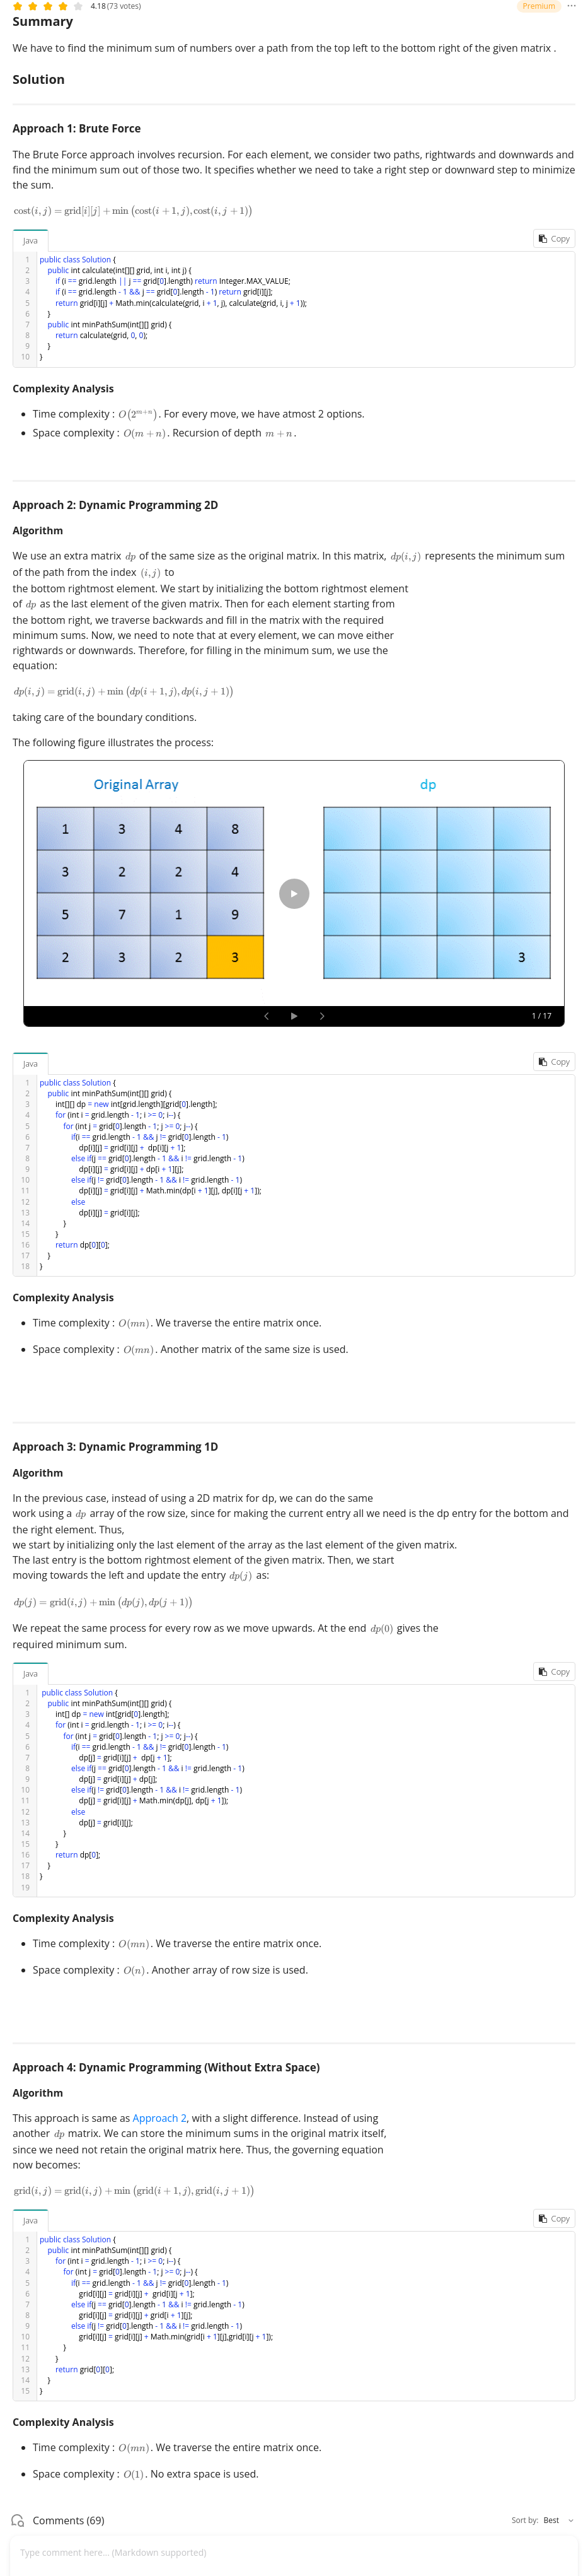 4.18 (73 votes)
Premium
Summary
We have to find the minimum sum of numbers over a path from the top left to the bottom right of the given matrix .
Solution
Approach 1: Brute Force
The Brute Force approach involves recursion. For each element, we consider two paths, rightwards and downwards and
find the minimum sum out of those two. It specifies whether we need to take a right step or downward step to minimize
the sum.
cost(i, j) = grid[i][j] + min (cost(i + 1, j), cost(i, j + 1))
Java
Copy
1 public class Solution {
2 public int calculate(int[][] grid, int i, int j) {
3 if (i == grid.length || j == grid[0].length) return Integer.MAX_VALUE;
4 if (i == grid.length - 1 && j == grid[0].length - 1) return grid[i][j];
5 return grid[i][j] + Math.min(calculate(grid, i + 1, j), calculate(grid, i, j + 1));
6 }
7 public int minPathSum(int[][] grid) {
8 return calculate(grid, 0, 0);
9 }
10 }
Complexity Analysis
• Time complexity : O(2^{m+n}). For every move, we have atmost 2 options.
• Space complexity : O(m + n). Recursion of depth m + n.
Approach 2: Dynamic Programming 2D
Algorithm
We use an extra matrix dp of the same size as the original matrix. In this matrix, dp(i, j) represents the minimum sum
of the path from the index (i, j) to
the bottom rightmost element. We start by initializing the bottom rightmost element
of dp as the last element of the given matrix. Then for each element starting from
the bottom right, we traverse backwards and fill in the matrix with the required
minimum sums. Now, we need to note that at every element, we can move either
rightwards or downwards. Therefore, for filling in the minimum sum, we use the
equation:
dp(i, j) = grid(i, j) + min (dp(i + 1, j), dp(i, j + 1))
taking care of the boundary conditions.
The following figure illustrates the process:
Original Array
dp
1 3 4 8
3 2 2 4
5 7 1 9
2 3 2 3
3
1 / 17
Java
Copy
1 public class Solution {
2 public int minPathSum(int[][] grid) {
3 int[][] dp = new int[grid.length][grid[0].length];
4 for (int i = grid.length - 1; i >= 0; i--) {
5 for (int j = grid[0].length - 1; j >= 0; j--) {
6 if(i == grid.length - 1 && j != grid[0].length - 1)
7 dp[i][j] = grid[i][j] + dp[i][j + 1];
8 else if(j == grid[0].length - 1 && i != grid.length - 1)
9 dp[i][j] = grid[i][j] + dp[i + 1][j];
10 else if(j != grid[0].length - 1 && i != grid.length - 1)
11 dp[i][j] = grid[i][j] + Math.min(dp[i + 1][j], dp[i][j + 1]);
12 else
13 dp[i][j] = grid[i][j];
14 }
15 }
16 return dp[0][0];
17 }
18 }
Complexity Analysis
• Time complexity : O(mn). We traverse the entire matrix once.
• Space complexity : O(mn). Another matrix of the same size is used.
Approach 3: Dynamic Programming 1D
Algorithm
In the previous case, instead of using a 2D matrix for dp, we can do the same
work using a dp array of the row size, since for making the current entry all we need is the dp entry for the bottom and
the right element. Thus,
we start by initializing only the last element of the array as the last element of the given matrix.
The last entry is the bottom rightmost element of the given matrix. Then, we start
moving towards the left and update the entry dp(j) as:
dp(j) = grid(i, j) + min (dp(j), dp(j + 1))
We repeat the same process for every row as we move upwards. At the end dp(0) gives the
required minimum sum.
Java
Copy
1 public class Solution {
2 public int minPathSum(int[][] grid) {
3 int[] dp = new int[grid[0].length];
4 for (int i = grid.length - 1; i >= 0; i--) {
5 for (int j = grid[0].length - 1; j >= 0; j--) {
6 if(i == grid.length - 1 && j != grid[0].length - 1)
7 dp[j] = grid[i][j] + dp[j + 1];
8 else if(j == grid[0].length - 1 && i != grid.length - 1)
9 dp[j] = grid[i][j] + dp[j];
10 else if(j != grid[0].length - 1 && i != grid.length - 1)
11 dp[j] = grid[i][j] + Math.min(dp[j], dp[j + 1]);
12 else
13 dp[j] = grid[i][j];
14 }
15 }
16 return dp[0];
17 }
18 }
19
Complexity Analysis
• Time complexity : O(mn). We traverse the entire matrix once.
• Space complexity : O(n). Another array of row size is used.
Approach 4: Dynamic Programming (Without Extra Space)
Algorithm
This approach is same as Approach 2, with a slight difference. Instead of using
another dp matrix. We can store the minimum sums in the original matrix itself,
since we need not retain the original matrix here. Thus, the governing equation
now becomes:
grid(i, j) = grid(i, j) + min (grid(i + 1, j), grid(i, j + 1))
Java
Copy
1 public class Solution {
2 public int minPathSum(int[][] grid) {
3 for (int i = grid.length - 1; i >= 0; i--) {
4 for (int j = grid[0].length - 1; j >= 0; j--) {
5 if(i == grid.length - 1 && j != grid[0].length - 1)
6 grid[i][j] = grid[i][j] + grid[i][j + 1];
7 else if(j == grid[0].length - 1 && i != grid.length - 1)
8 grid[i][j] = grid[i][j] + grid[i + 1][j];
9 else if(j != grid[0].length - 1 && i != grid.length - 1)
10 grid[i][j] = grid[i][j] + Math.min(grid[i + 1][j],grid[i][j + 1]);
11 }
12 }
13 return grid[0][0];
14 }
15 }
Complexity Analysis
• Time complexity : O(mn). We traverse the entire matrix once.
• Space complexity : O(1). No extra space is used.
Comments (69)
Sort by: Best
Type comment here... (Markdown supported)